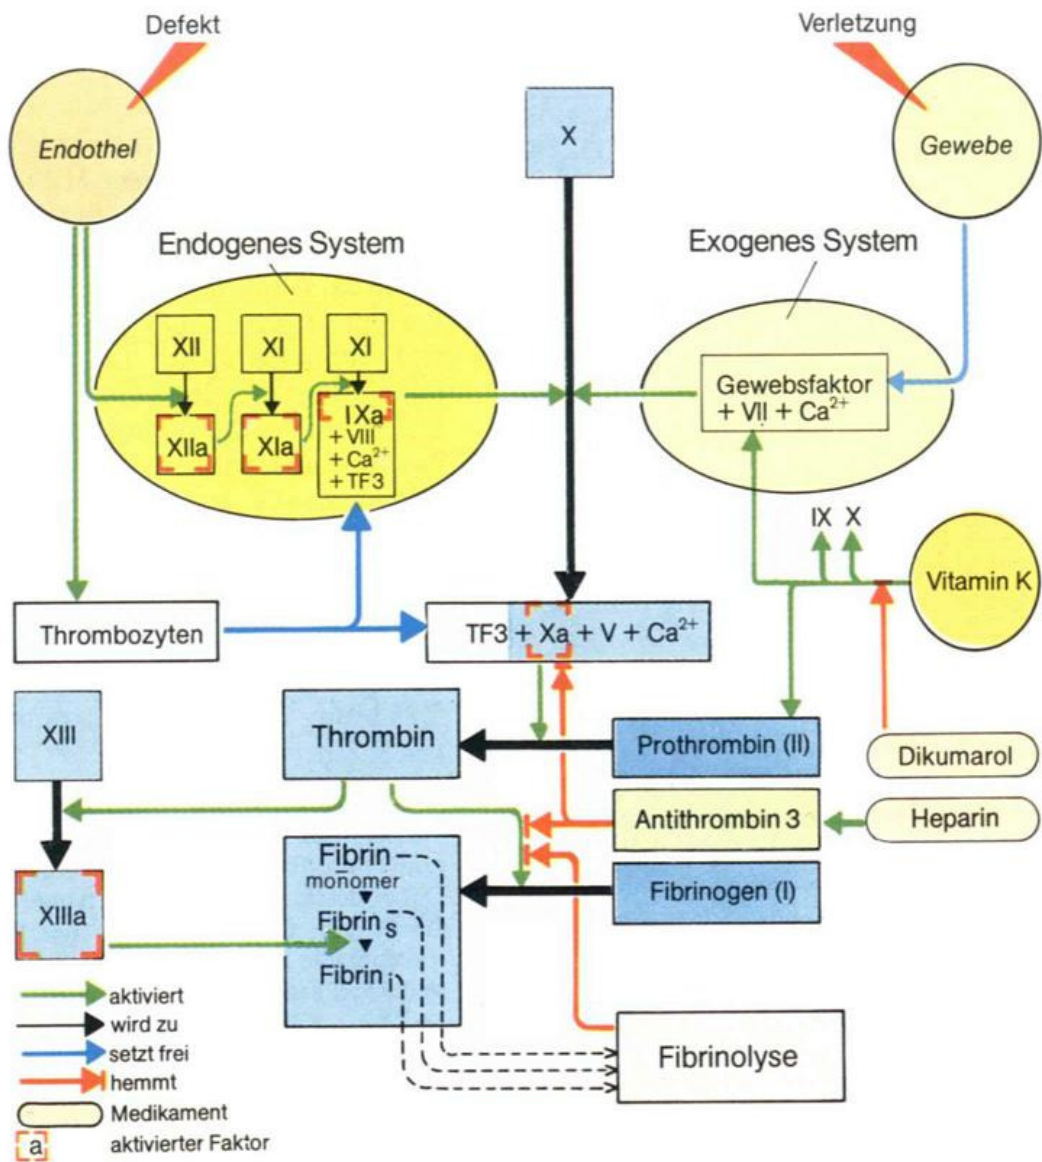 Defekt
Verletzung
Endothel
X
Gewebe
Endogenes System
Exogenes System
XII
XI
XI
XIIa
XIa
IXa
+ VIII
+ Ca²⁺
+ TF3
Gewebsfaktor
+ VII + Ca²⁺
IX X
Vitamin K
Thrombozyten
TF3 + Xa + V + Ca²⁺
XIII
Thrombin
Prothrombin (II)
Dikumarol
Antithrombin 3
Heparin
Fibrin
monomer
Fibrinogen (I)
XIIIa
Fibrin s
Fibrin i
aktiviert
wird zu
setzt frei
hemmt
Medikament
a aktivierter Faktor
Fibrinolyse